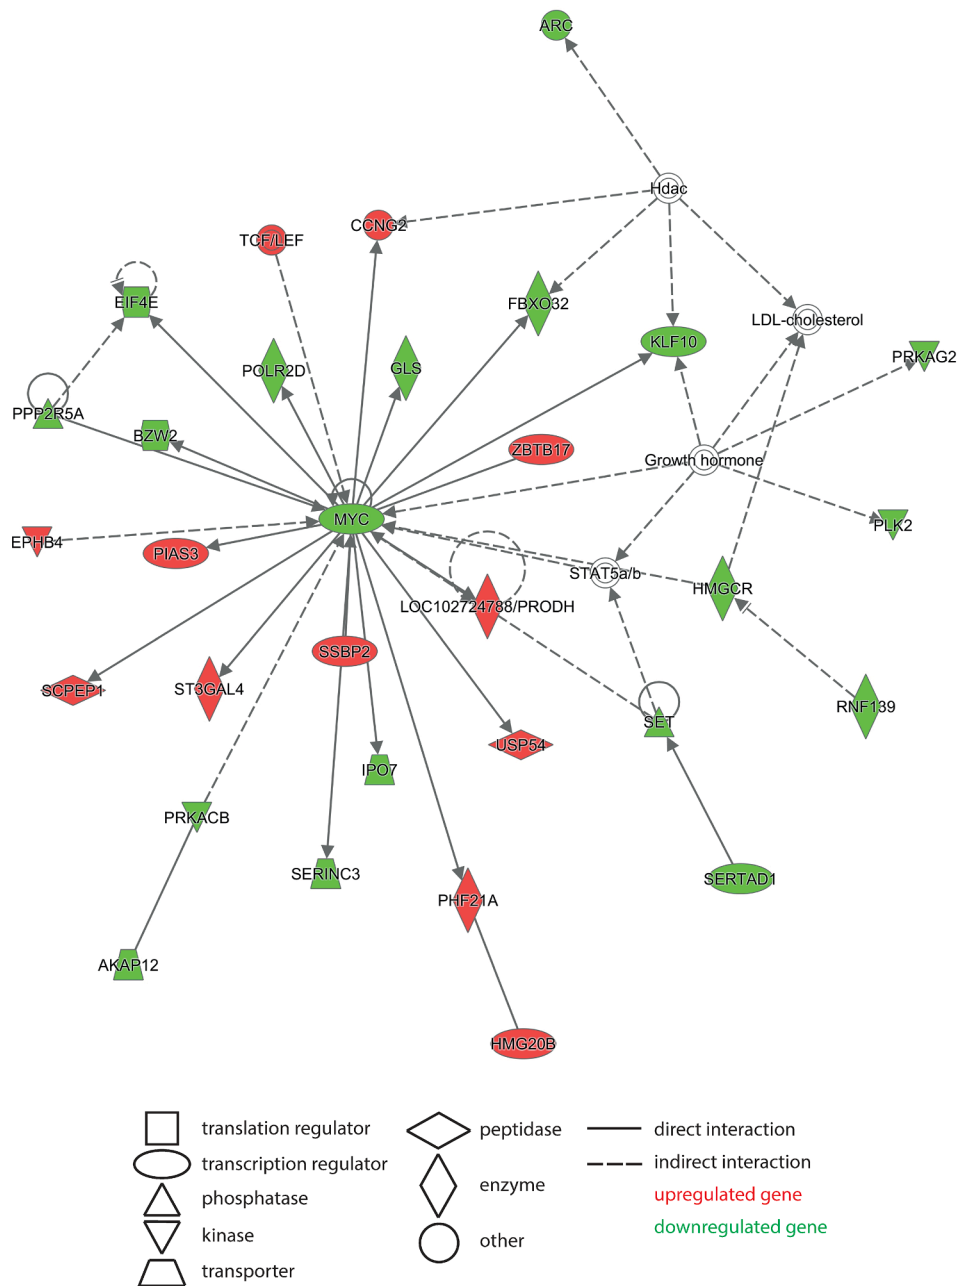 ARC
Hdac
CCNG2
TCF/LEF
EIF4E
FBXO32
LDL-cholesterol
KLF10
PRKAG2
POLR2D
GLS
PPP2R5A
BZW2
ZBTB17
Growth hormone
MYC
PLK2
EPHB4
PIAS3
STAT5a/b
HMGCR
LOC102724788/PRODH
SSBP2
SCPEP1
ST3GAL4
RNF139
SET
USP54
IPO7
PRKACB
SERINC3
SERTAD1
PHF21A
AKAP12
HMG20B
translation regulator
peptidase
direct interaction
transcription regulator
indirect interaction
phosphatase
enzyme
upregulated gene
kinase
other
downregulated gene
transporter